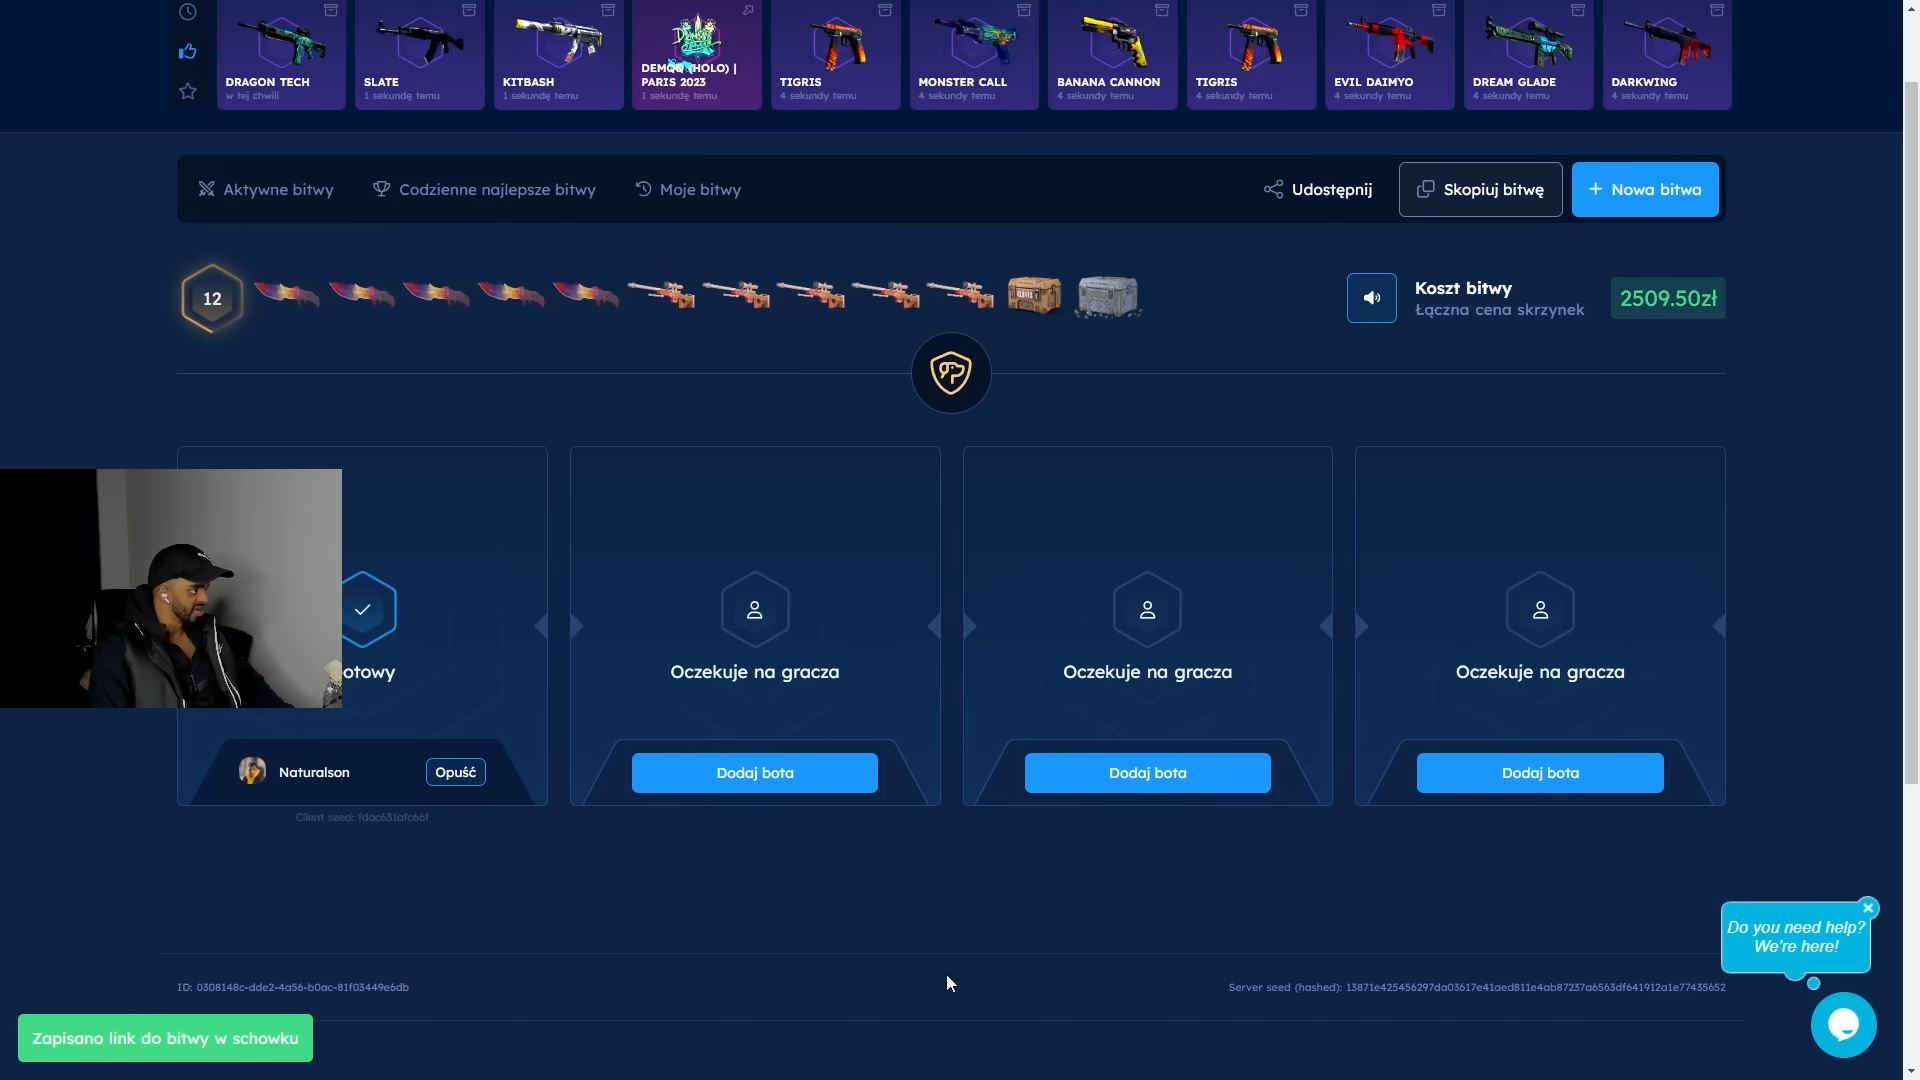 DRAGON TECH
w tej chwili
SLATE
1 sekundę temu
KITBASH
1 sekundę temu
DEMQQ (HOLO) |
PARIS 2023
1 sekundę temu
TIGRIS
4 sekundy temu
MONSTER CALL
4 sekundy temu
BANANA CANNON
4 sekundy temu
TIGRIS
4 sekundy temu
EVIL DAIMYO
4 sekundy temu
DREAM GLADE
4 sekundy temu
DARKWING
4 sekundy temu
Aktywne bitwy
Codzienne najlepsze bitwy
Moje bitwy
Udostępnij
Skopiuj bitwę
+ Nowa bitwa
12
Koszt bitwy
Łączna cena skrzynek
2509.50zł
otowy
Oczekuje na gracza
Oczekuje na gracza
Oczekuje na gracza
Naturalson
Opuść
Dodaj bota
Dodaj bota
Dodaj bota
Client seed: fdac631afc66f
Do you need help?
We're here!
ID: 0308148c-dde2-4a56-b0ac-81f03449e6db
Server seed (hashed): 13871e425456297da03617e41aed811e4ab87237a6563df641912a1e77435652
Zapisano link do bitwy w schowku